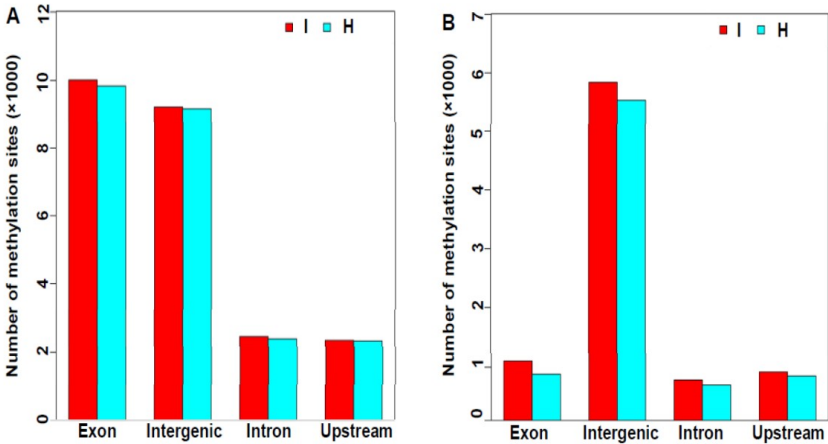 A
Number of methylation sites (×1000)
12
10
8
6
4
2
0
I H
Exon Intergenic Intron Upstream
B
Number of methylation sites (×1000)
7
6
5
4
3
2
1
0
I H
Exon Intergenic Intron Upstream